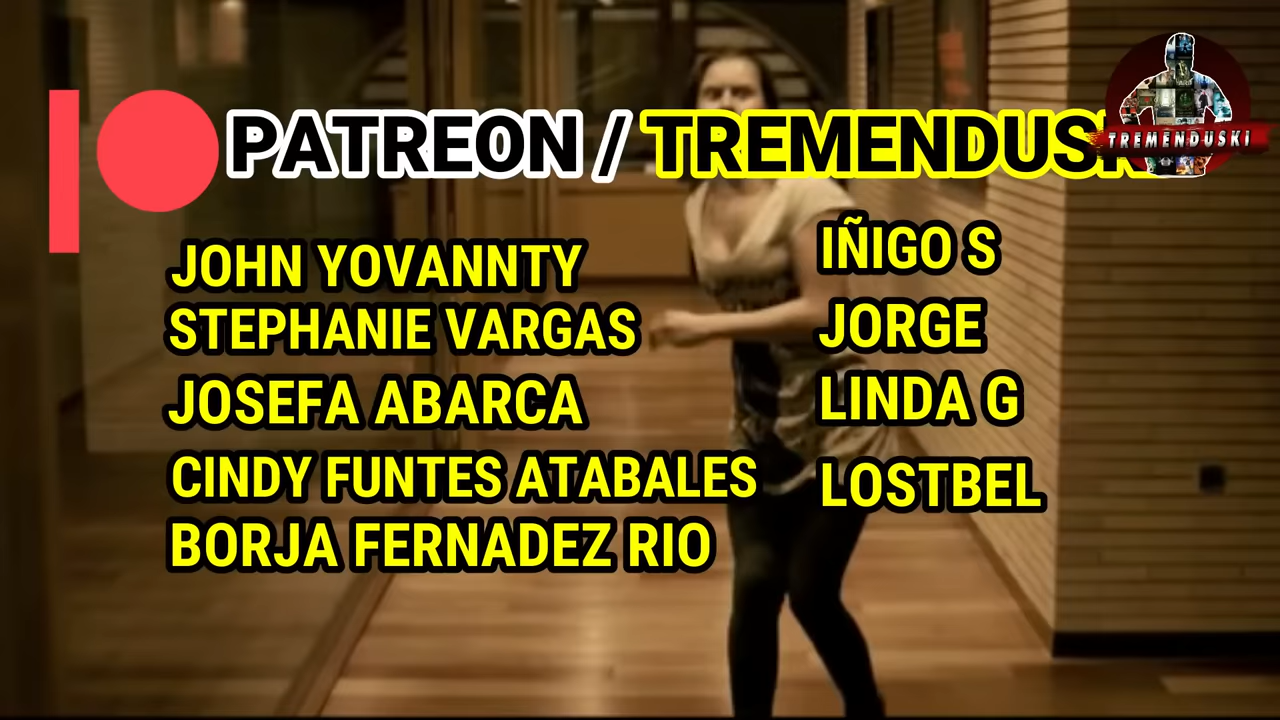 PATREON / TREMENDUSKI
TREMENDUSKI
JOHN YOVANNTY
STEPHANIE VARGAS
JOSEFA ABARCA
CINDY FUNTES ATABALES
BORJA FERNADEZ RIO
IÑIGO S
JORGE
LINDA G
LOSTBEL